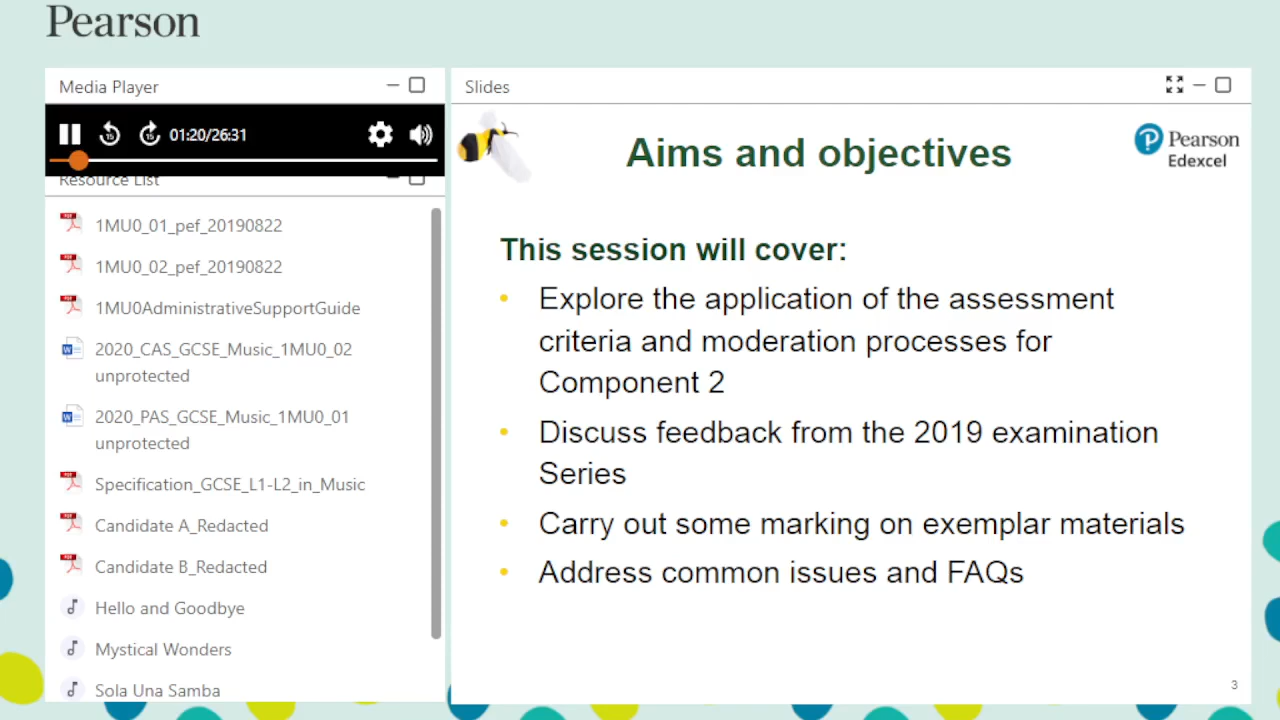 Pearson
Media Player
01:20/26:31
Resource List
1MU0_01_pef_20190822
1MU0_02_pef_20190822
1MU0AdministrativeSupportGuide
2020_CAS_GCSE_Music_1MU0_02
unprotected
2020_PAS_GCSE_Music_1MU0_01
unprotected
Specification_GCSE_L1-L2_in_Music
Candidate A_Redacted
Candidate B_Redacted
Hello and Goodbye
Mystical Wonders
Sola Una Samba
Slides
Aims and objectives
Pearson
Edexcel
This session will cover:
• Explore the application of the assessment
criteria and moderation processes for
Component 2
• Discuss feedback from the 2019 examination
Series
• Carry out some marking on exemplar materials
• Address common issues and FAQs
3